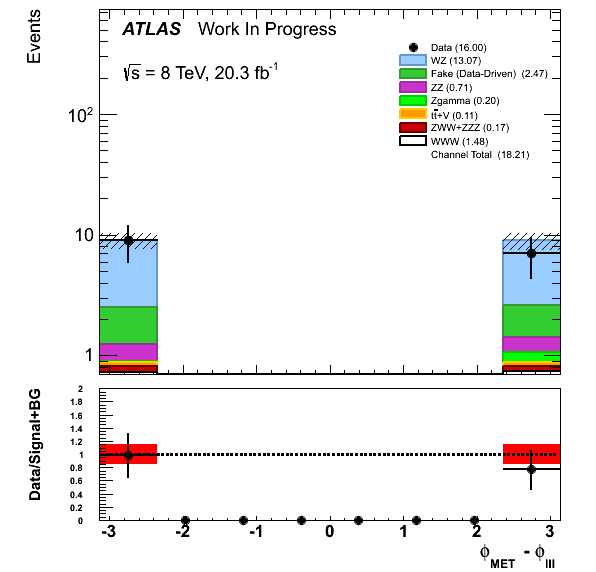 Events
ATLAS Work In Progress
√s = 8 TeV, 20.3 fb⁻¹
Data (16.00)
WZ (13.07)
Fake (Data-Driven) (2.47)
ZZ (0.71)
Zgamma (0.20)
tt̄+V (0.11)
ZWW+ZZZ (0.17)
WWW (1.48)
Channel Total (18.21)
10²
10
1
Data/Signal+BG
2
1.8
1.6
1.4
1.2
1
0.8
0.6
0.4
0.2
0
-3 -2 -1 0 1 2 3
ϕMET - ϕlll